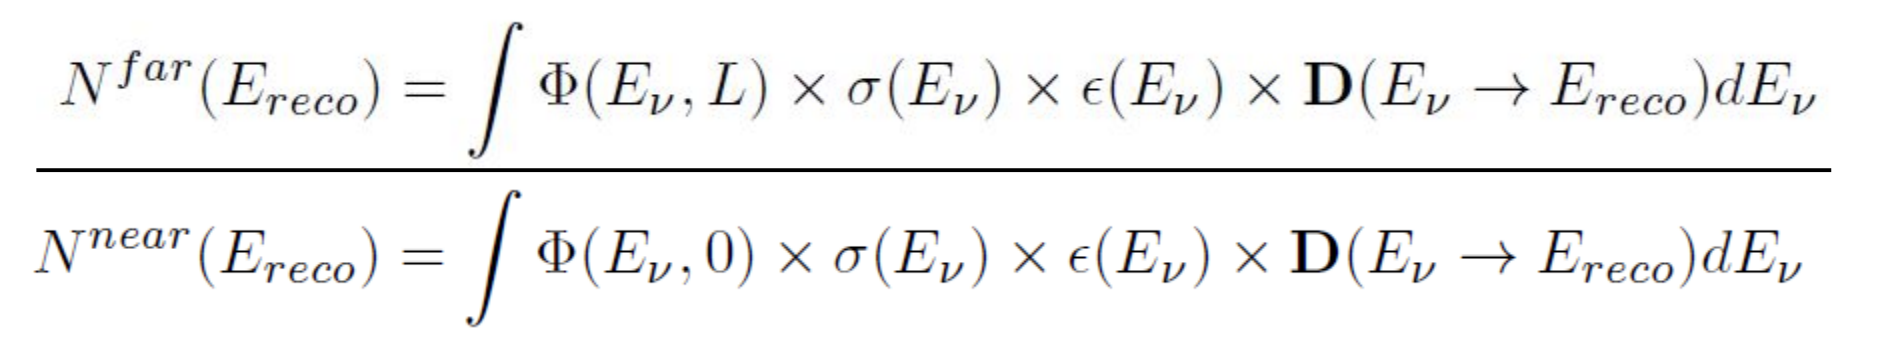 N^{far}(E_{reco}) = ∫ Φ(E_ν, L) × σ(E_ν) × ϵ(E_ν) × D(E_ν → E_{reco})dE_ν
N^{near}(E_{reco}) = ∫ Φ(E_ν, 0) × σ(E_ν) × ϵ(E_ν) × D(E_ν → E_{reco})dE_ν